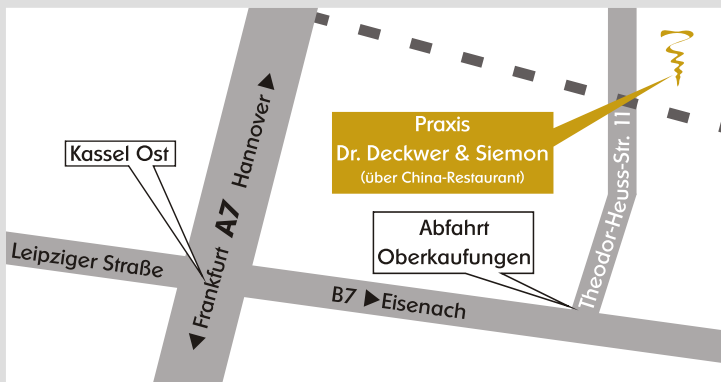 Hannover
Praxis
Dr. Deckwer & Siemon
(über China-Restaurant)
Kassel Ost
A7
Theodor-Heuss-Str. 11
Abfahrt
Oberkaufungen
Leipziger Straße
Frankfurt
B7 Eisenach